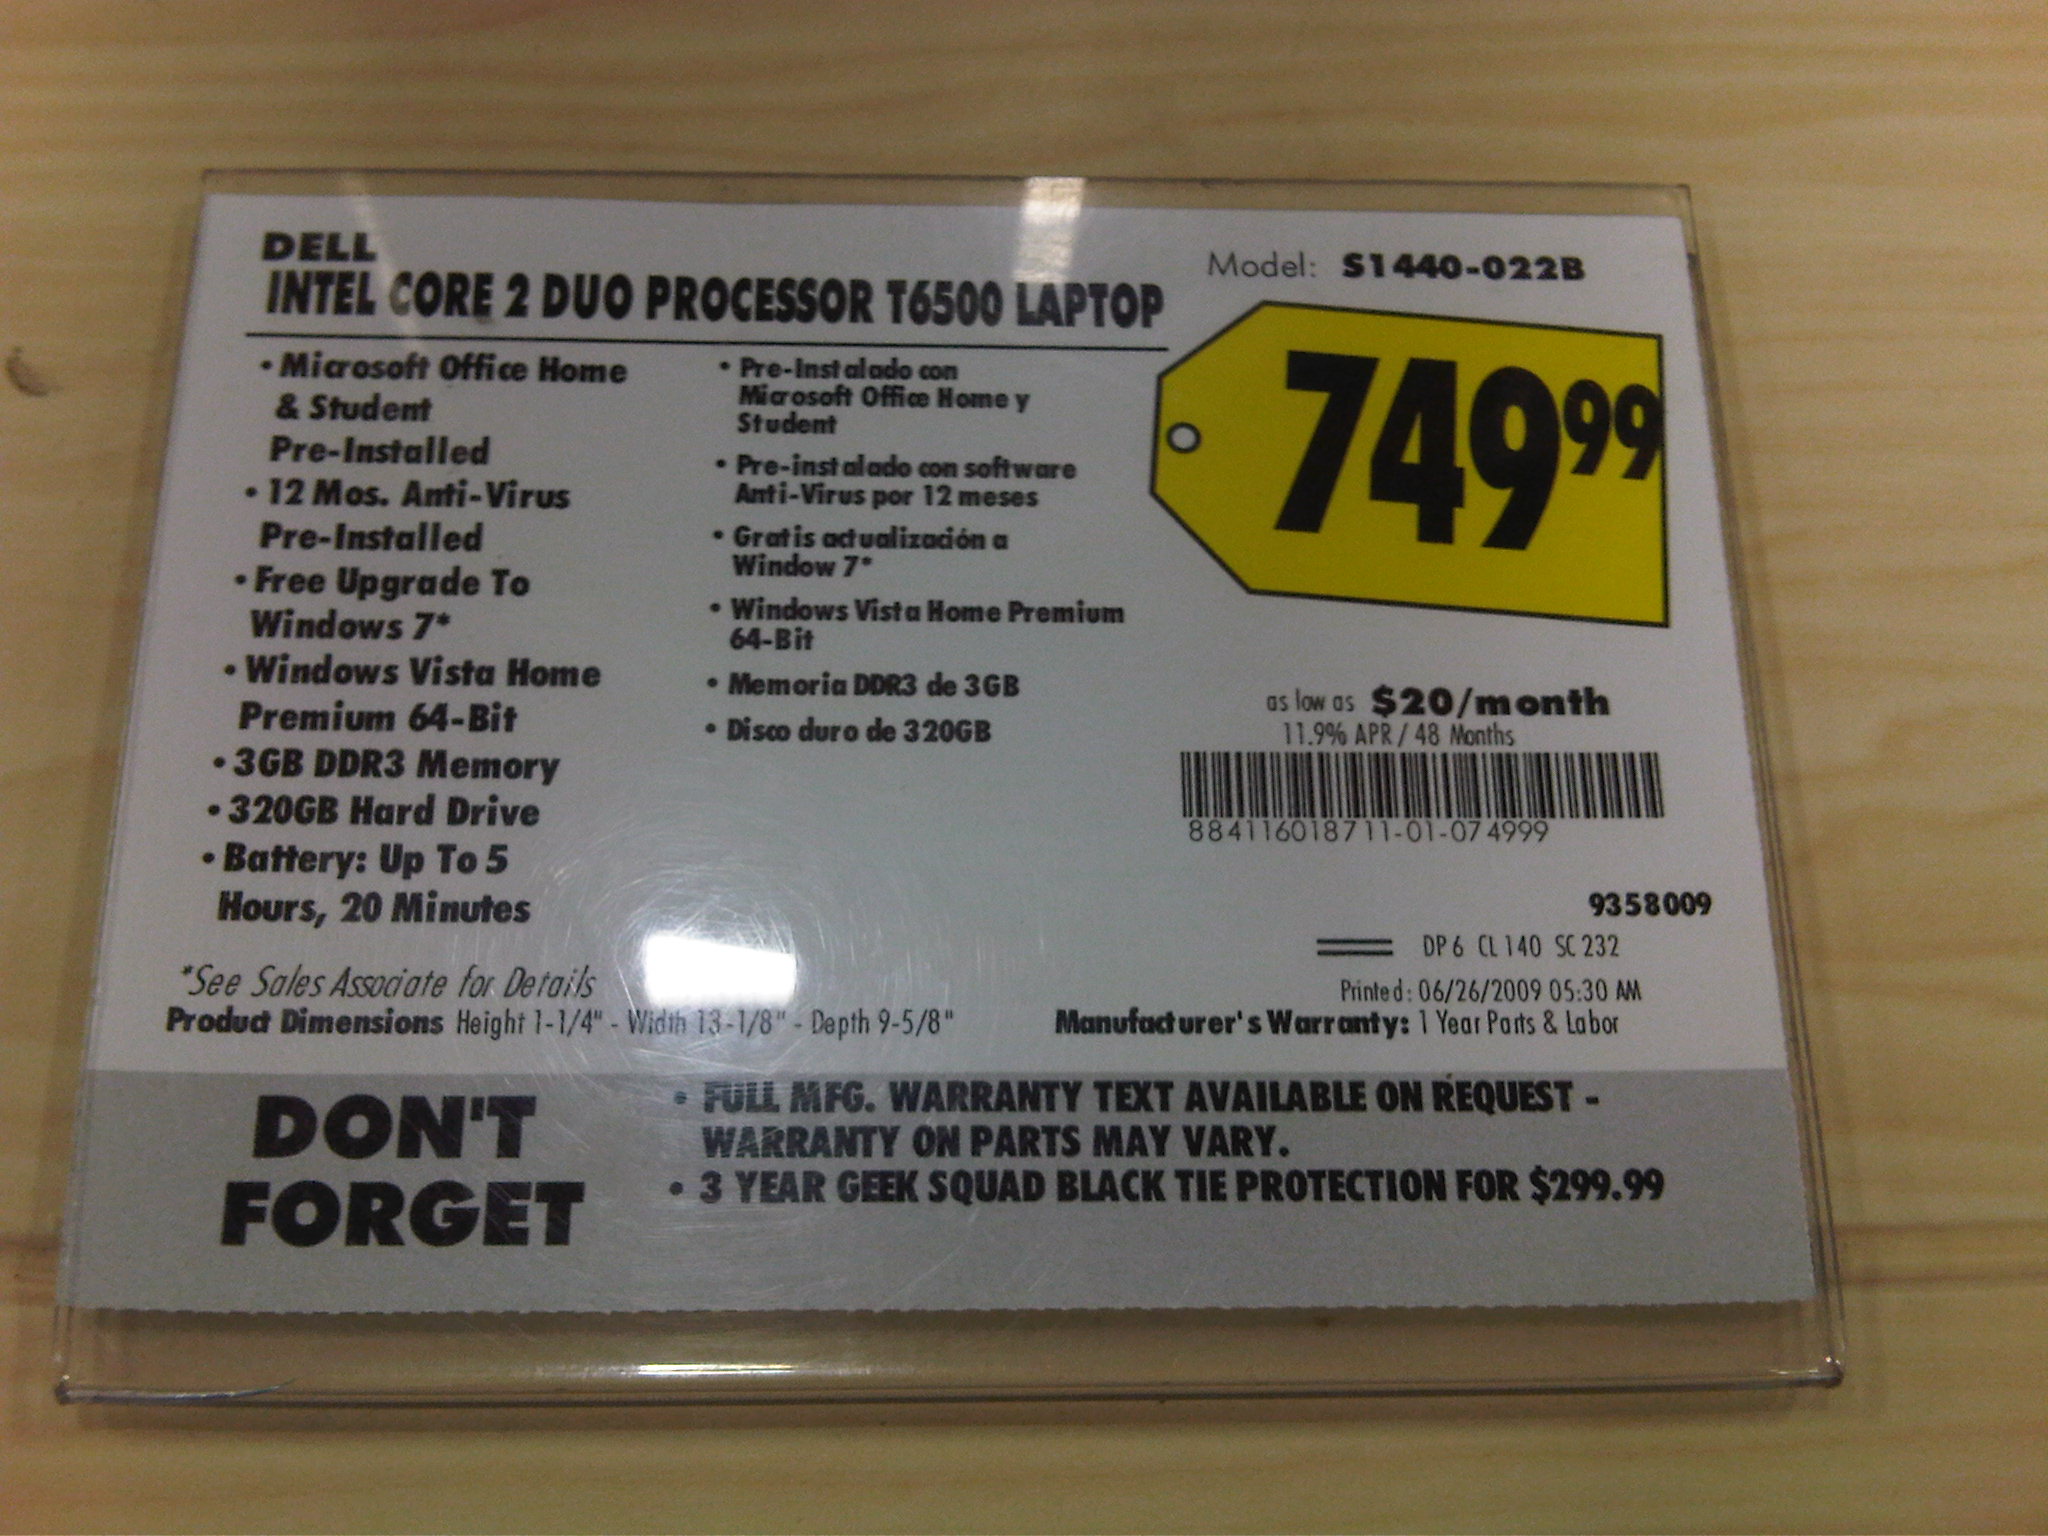 DELL
INTEL CORE 2 DUO PROCESSOR T6500 LAPTOP
• Microsoft Office Home
& Student
Pre-Installed
• 12 Mos. Anti-Virus
Pre-Installed
• Free Upgrade To
Windows 7*
• Windows Vista Home
Premium 64-Bit
• 3GB DDR3 Memory
• 320GB Hard Drive
• Battery: Up To 5
Hours, 20 Minutes
• Pre-Instalado con
Microsoft Office Home y
Student
• Pre-instalado con software
Anti-Virus por 12 meses
• Gratis actualización a
Window 7*
• Windows Vista Home Premium
64-Bit
• Memoria DDR3 de 3GB
• Disco duro de 320GB
Model: S1440-022B
749 99
as low as $20/month
11.9% APR / 48 Months
884116018711-01-074999
9358009
DP 6 CL 140 SC 232
Printed: 06/26/2009 05:30 AM
*See Sales Associate for Details
Product Dimensions Height 1-1/4" - Width 13-1/8" - Depth 9-5/8"
Manufacturer's Warranty: 1 Year Parts & Labor
DON'T
FORGET
• FULL MFG. WARRANTY TEXT AVAILABLE ON REQUEST -
WARRANTY ON PARTS MAY VARY.
• 3 YEAR GEEK SQUAD BLACK TIE PROTECTION FOR $299.99